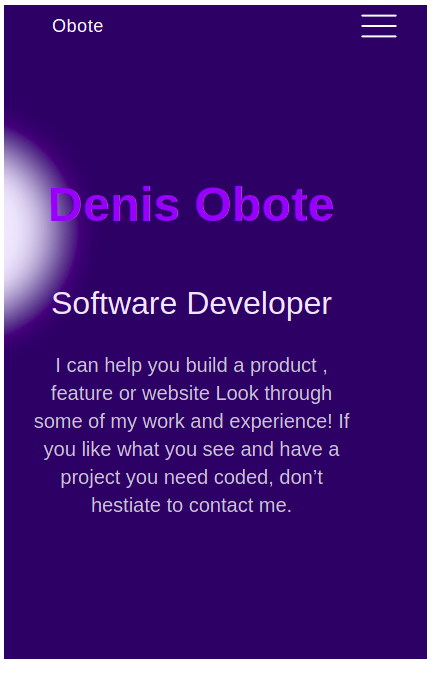 Obote
Denis Obote
Software Developer
I can help you build a product ,
feature or website Look through
some of my work and experience! If
you like what you see and have a
project you need coded, don’t
hestiate to contact me.